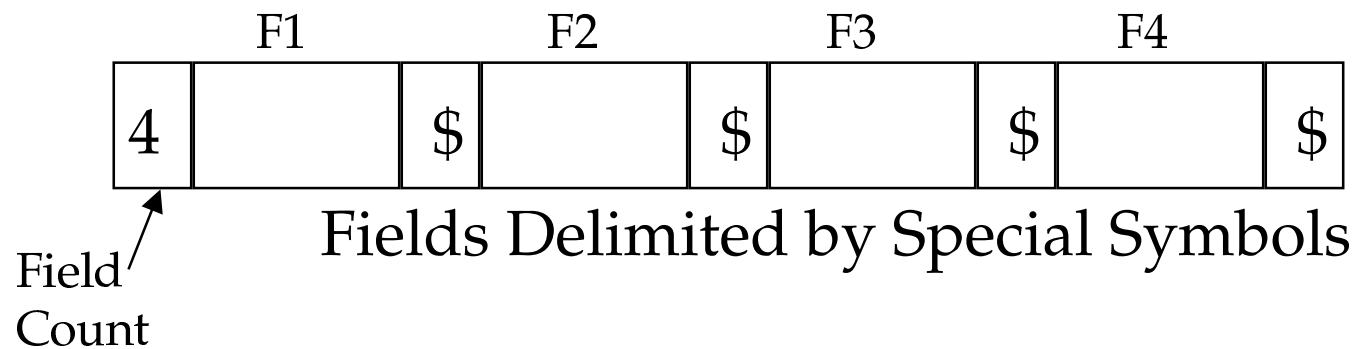 F1 F2 F3 F4
4 $ $ $ $
Fields Delimited by Special Symbols
Field
Count